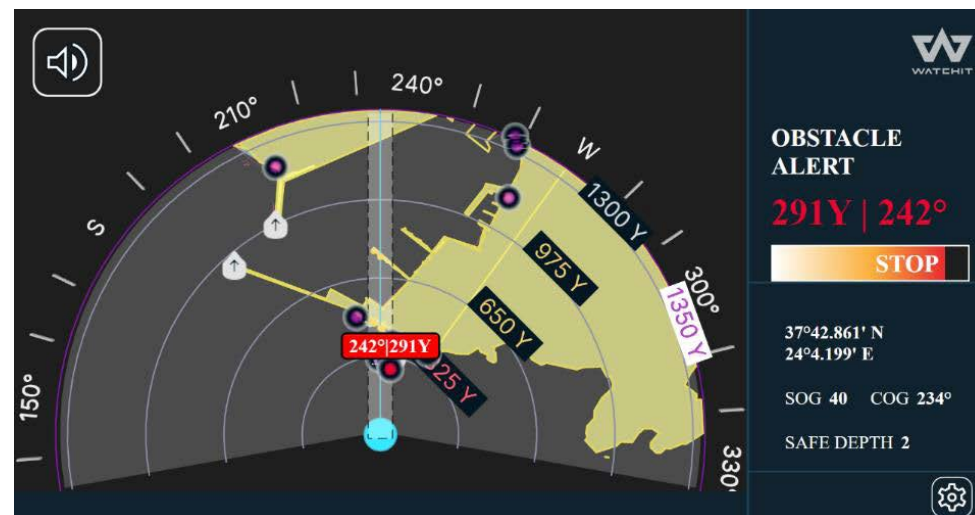 240°
210°
W
S
1300 Y
975 Y
300°
1350 Y
650 Y
242°|291Y
325 Y
150°
330°
WATCHIT
OBSTACLE
ALERT
291Y | 242°
STOP
37°42.861' N
24°4.199' E
SOG 40 COG 234°
SAFE DEPTH 2